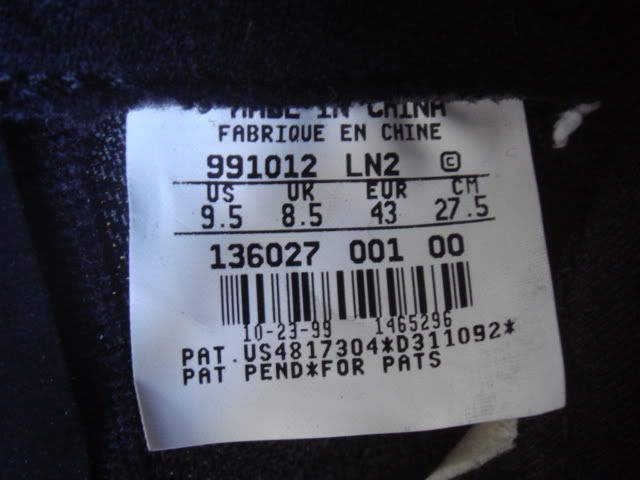 MADE IN CHINA
FABRIQUE EN CHINE
991012 LN2 ©
US UK EUR CM
9.5 8.5 43 27.5
136027 001 00
10-23-99 1465296
PAT.US4817304*D311092*
PAT PEND*FOR PATS